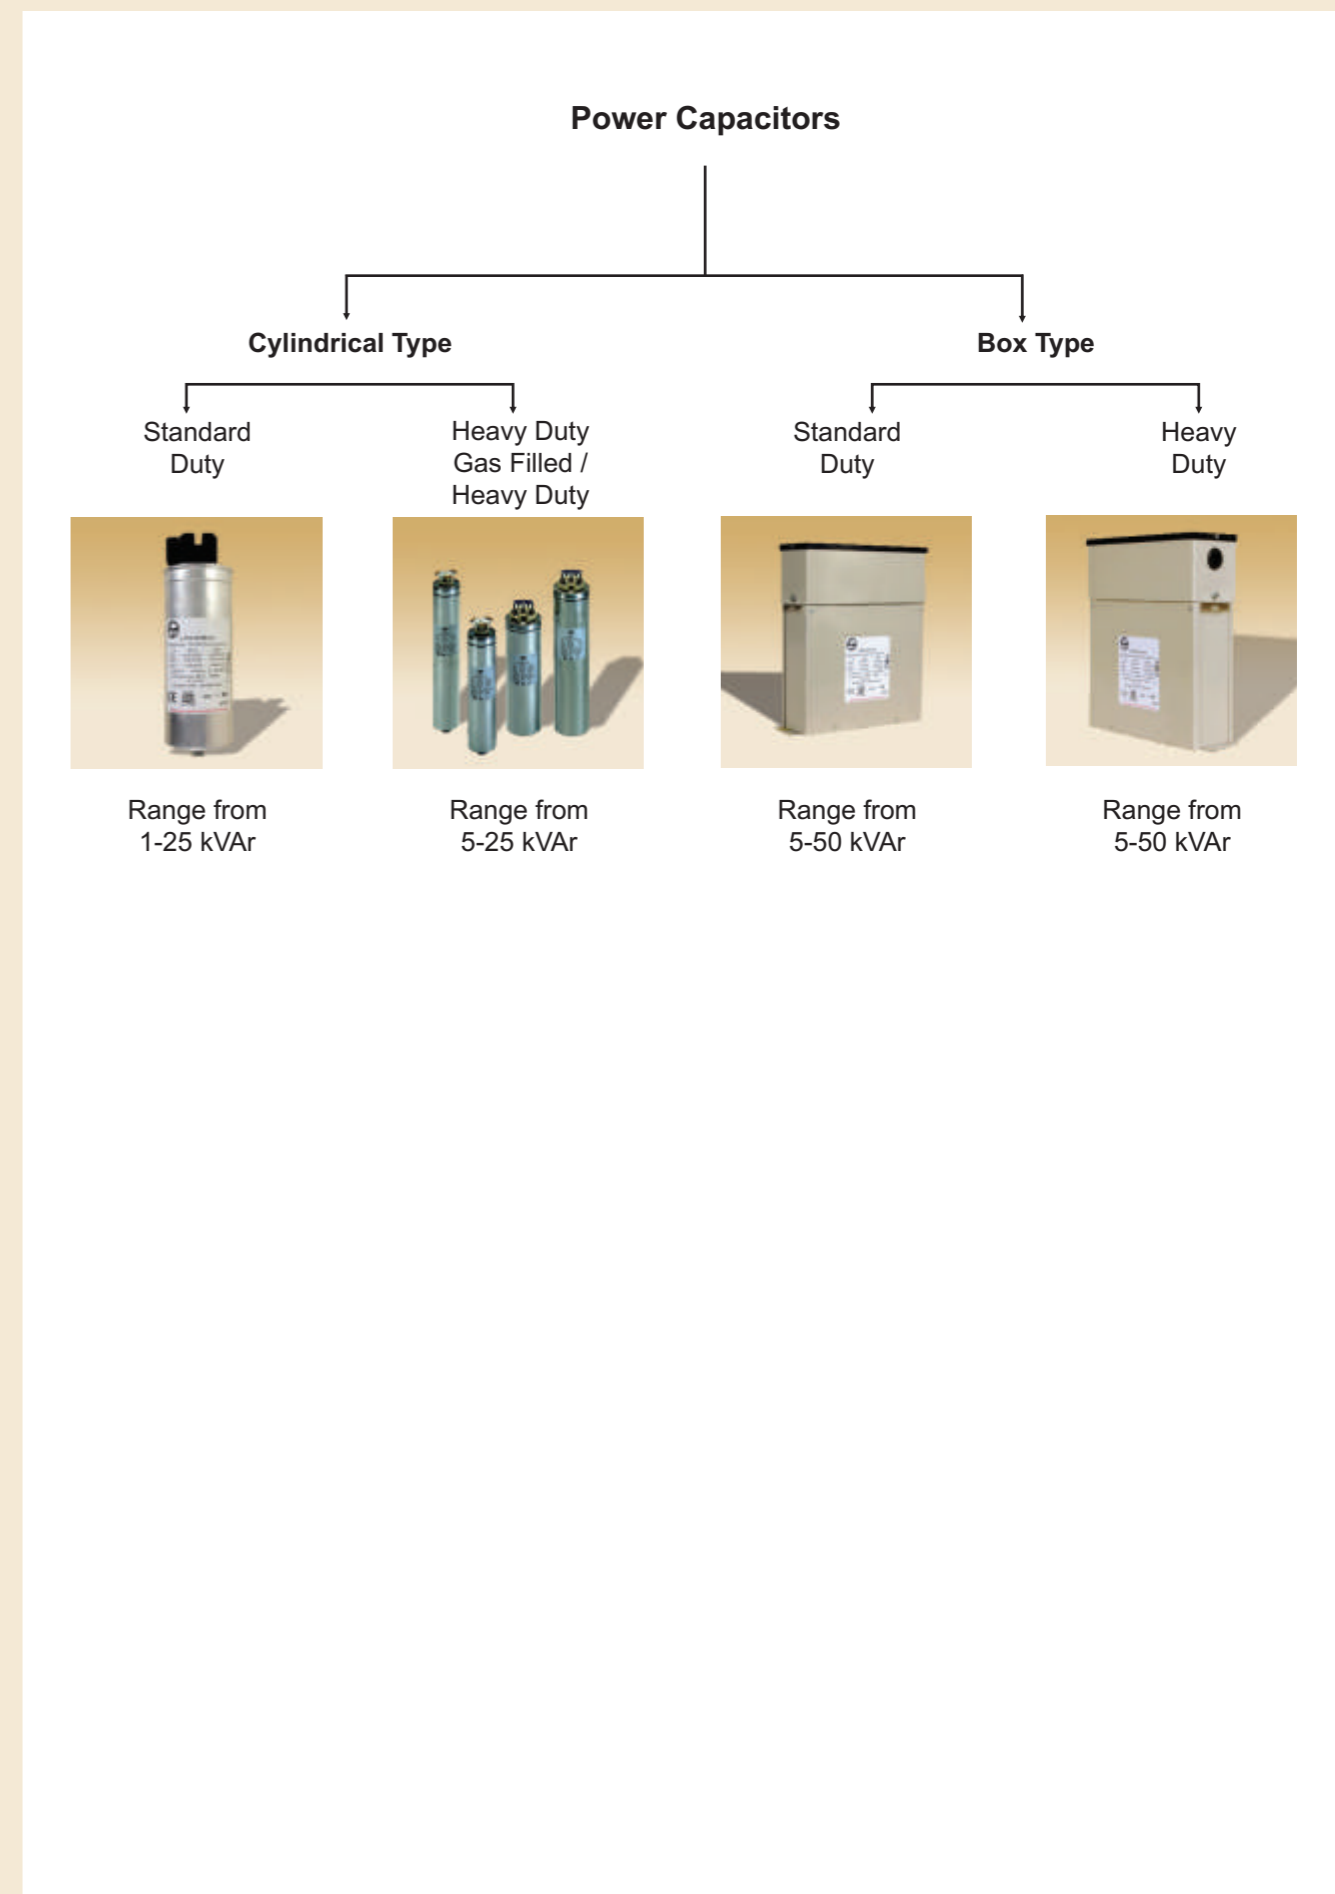 Power Capacitors
Cylindrical Type
Box Type
Standard
Duty
Heavy Duty
Gas Filled /
Heavy Duty
Standard
Duty
Heavy
Duty
Range from
1-25 kVAr
Range from
5-25 kVAr
Range from
5-50 kVAr
Range from
5-50 kVAr